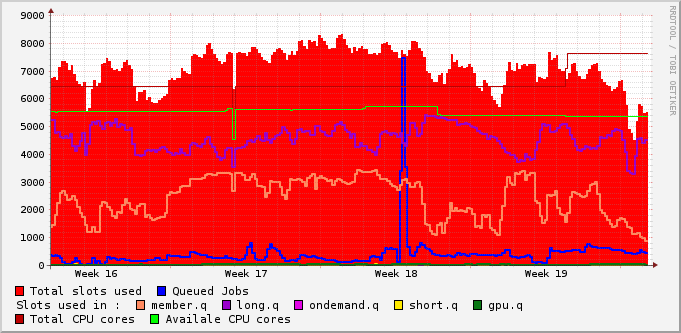 9000
8000
7000
6000
5000
4000
3000
2000
1000
0
Week 16 Week 17 Week 18 Week 19
RRDTOOL / TOBI OETIKER
Total slots used Queued Jobs
Slots used in : member.q long.q ondemand.q short.q gpu.q
Total CPU cores Availale CPU cores